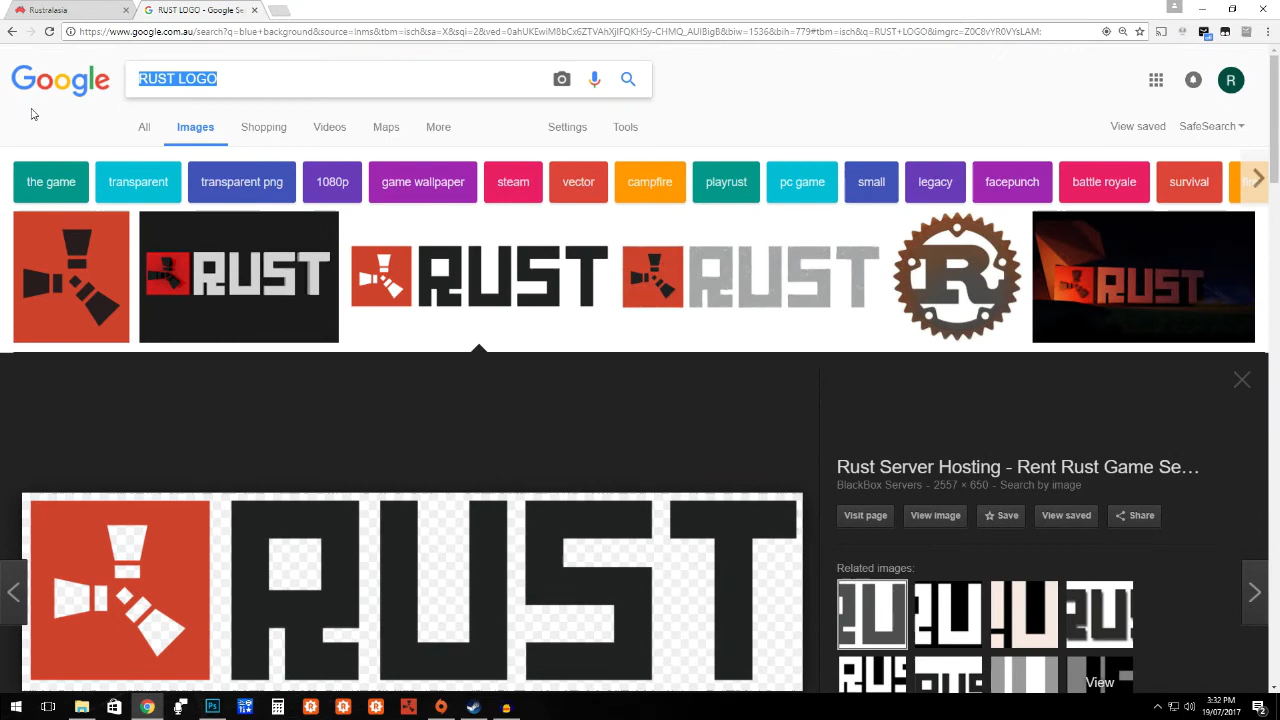 Rustralasia
RUST LOGO - Google Se
https://www.google.com.au/search?q=blue+background&source=lnms&tbm=isch&sa=X&sqi=2&ved=0ahUKEwiM8bCx6ZTVAhXjIFQKHSy-CHMQ_AUIBigB&biw=1536&bih=779#tbm=isch&q=RUST+LOGO&imgrc=Z0C8vYR0VYsLAM:
Google
RUST LOGO
R
All Images Shopping Videos Maps More Settings Tools View saved SafeSearch
the game transparent transparent png 1080p game wallpaper steam vector campfire playrust pc game small legacy facepunch battle royale survival
RUST RUST RUST R RUST
Rust Server Hosting - Rent Rust Game Se...
BlackBox Servers - 2557 × 650 - Search by image
Visit page View image Save View saved Share
Related images:
RUST
View
3:32 PM
19/07/2017